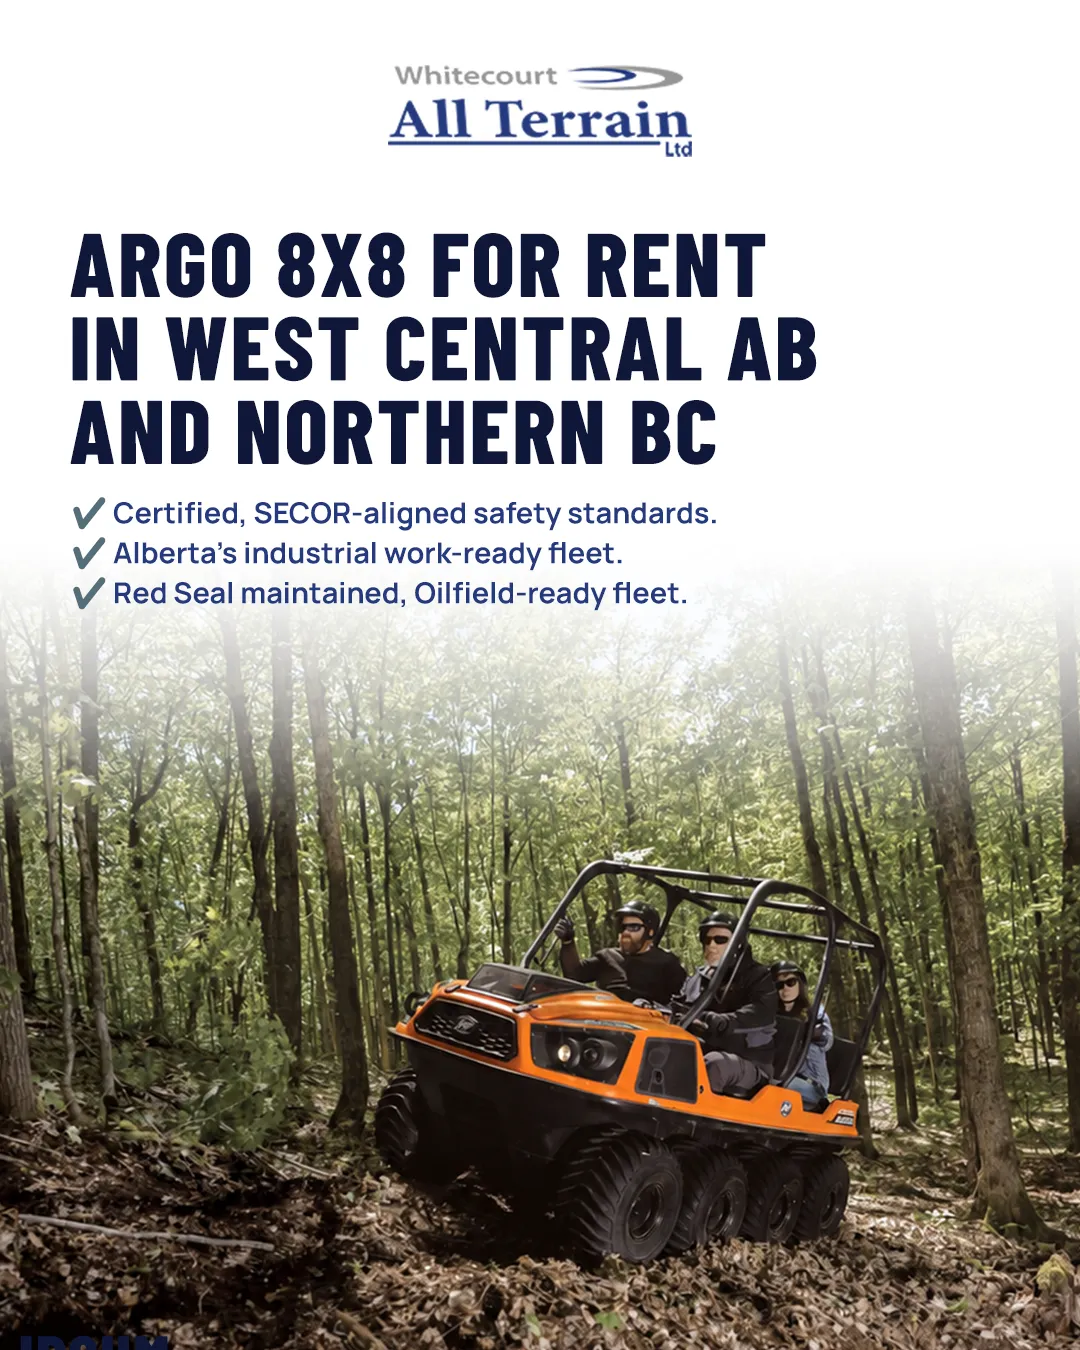 Whitecourt
All Terrain
Ltd
ARGO 8X8 FOR RENT
IN WEST CENTRAL AB
AND NORTHERN BC
✔ Certified, SECOR-aligned safety standards.
✔ Alberta's industrial work-ready fleet.
✔ Red Seal maintained, Oilfield-ready fleet.